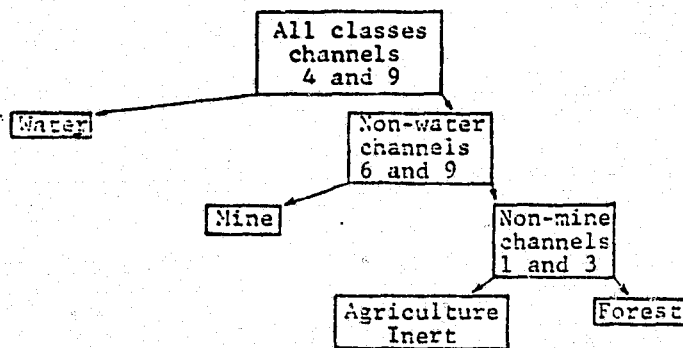 All classes
channels
4 and 9
Water
Non-water
channels
6 and 9
Mine
Non-mine
channels
1 and 3
Agriculture
Inert
Forest